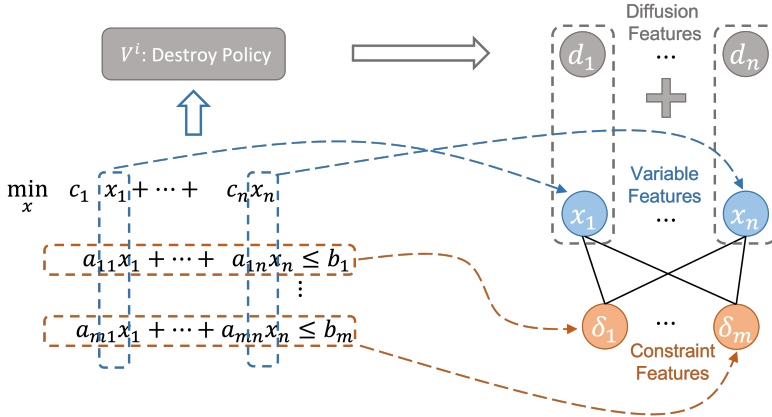 Diffusion
Features
V^i: Destroy Policy
d_1 ... d_n
min_x c_1 x_1 + ⋯ + c_n x_n
Variable
Features
x_1 ... x_n
a_11 x_1 + ⋯ + a_1n x_n ≤ b_1
⋮
a_m1 x_1 + ⋯ + a_mn x_n ≤ b_m
δ_1 ... δ_m
Constraint
Features